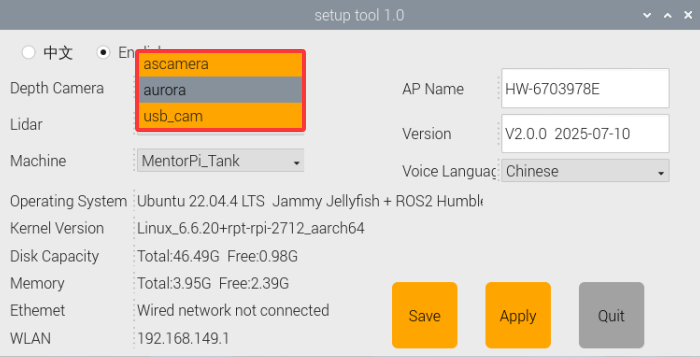 setup tool 1.0
中文 English
ascamera
Depth Camera aurora AP Name HW-6703978E
usb_cam
Lidar
Version V2.0.0 2025-07-10
Machine MentorPi_Tank
Voice Languag Chinese
Operating System Ubuntu 22.04.4 LTS Jammy Jellyfish + ROS2 Humble
Kernel Version Linux_6.6.20+rpt-rpi-2712_aarch64
Disk Capacity Total:46.49G Free:0.98G
Memory Total:3.95G Free:2.39G
Ethernet Wired network not connected
WLAN 192.168.149.1
Save Apply Quit